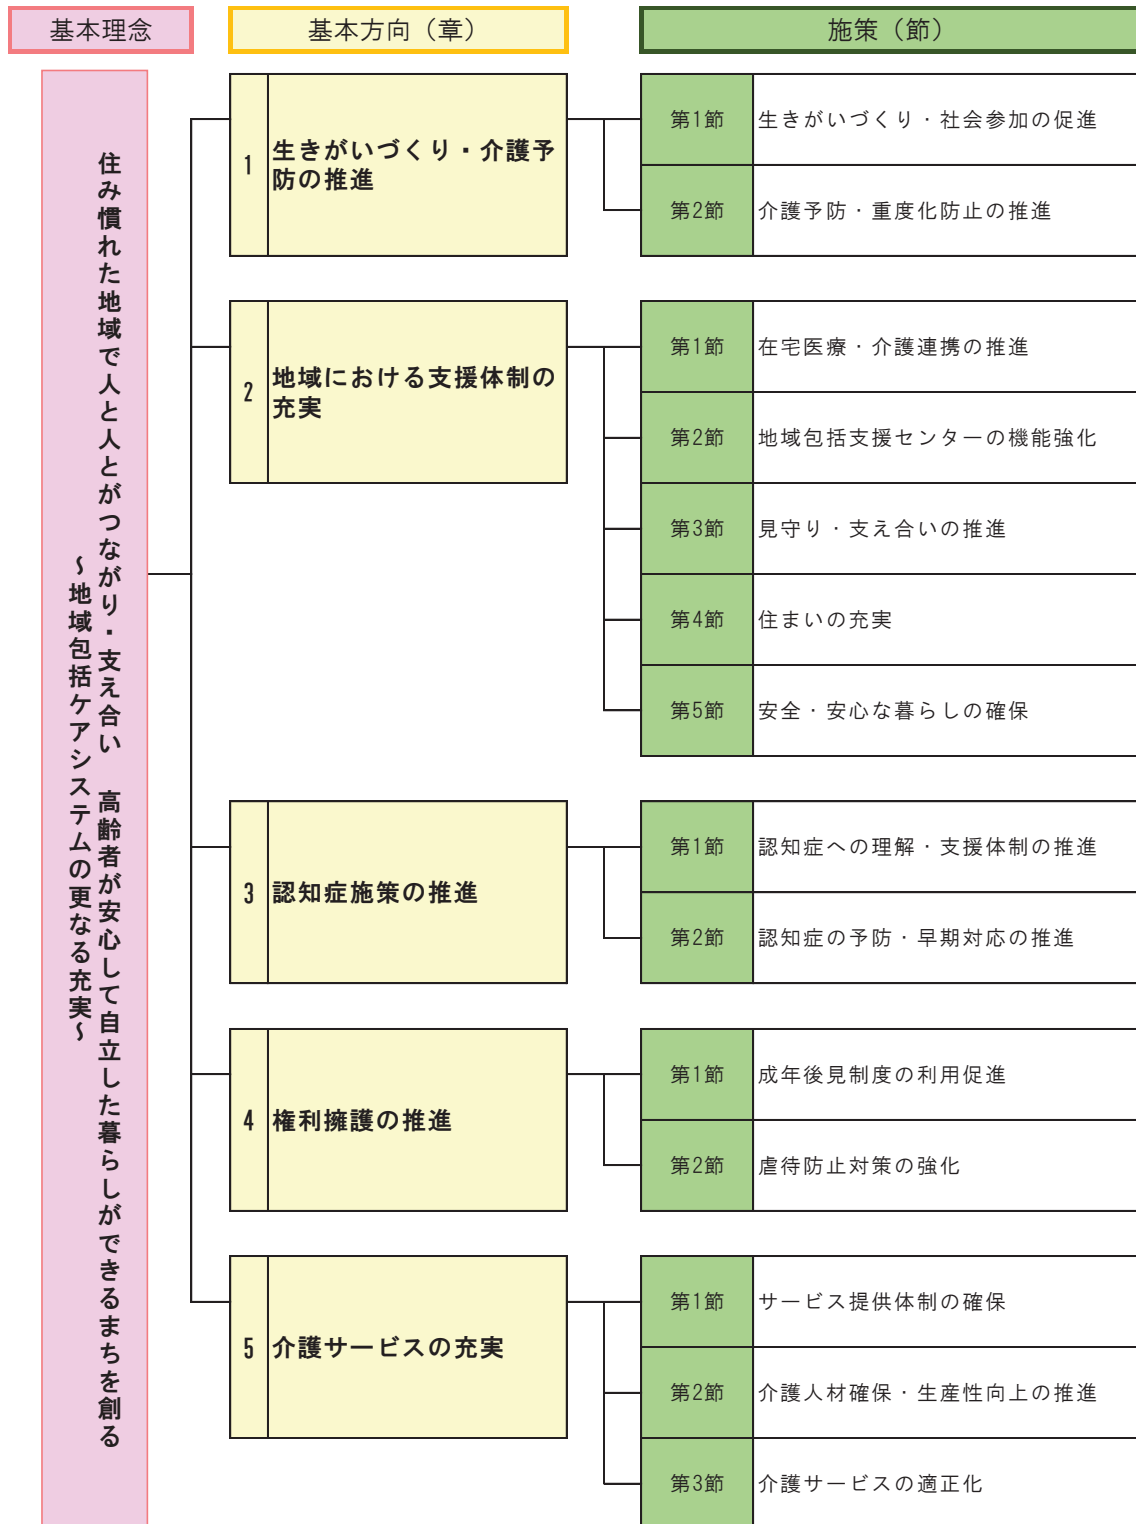 基本理念
基本方向（章）
施策（節）
住み慣れた地域で人と人とがつながり・支え合い　高齢者が安心して自立した暮らしができるまちを創る
～地域包括ケアシステムの更なる充実～
1
生きがいづくり・介護予
防の推進
第1節
生きがいづくり・社会参加の促進
第2節
介護予防・重度化防止の推進
2
地域における支援体制の
充実
第1節
在宅医療・介護連携の推進
第2節
地域包括支援センターの機能強化
第3節
見守り・支え合いの推進
第4節
住まいの充実
第5節
安全・安心な暮らしの確保
3
認知症施策の推進
第1節
認知症への理解・支援体制の推進
第2節
認知症の予防・早期対応の推進
4
権利擁護の推進
第1節
成年後見制度の利用促進
第2節
虐待防止対策の強化
5
介護サービスの充実
第1節
サービス提供体制の確保
第2節
介護人材確保・生産性向上の推進
第3節
介護サービスの適正化